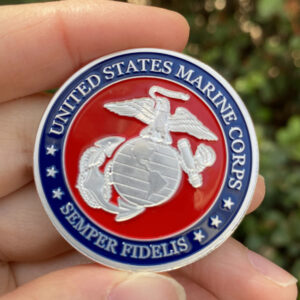 UNITED STATES MARINE CORPS
SEMPER FIDELIS